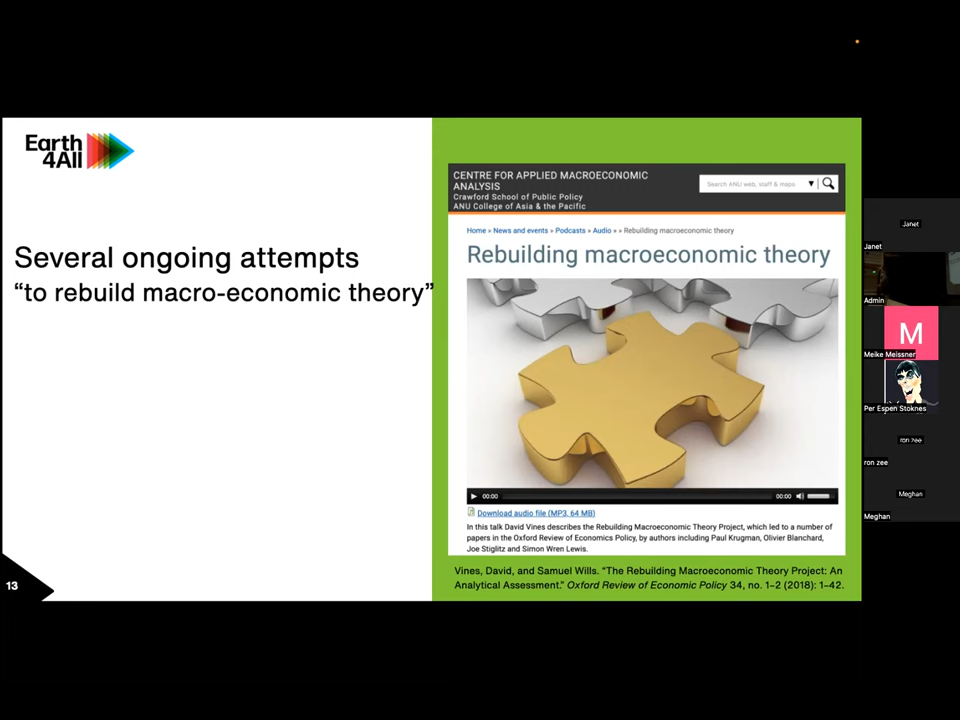 Earth
4All
Several ongoing attempts
“to rebuild macro-economic theory”
13
CENTRE FOR APPLIED MACROECONOMIC
ANALYSIS
Crawford School of Public Policy
ANU College of Asia & the Pacific
Search ANU web, staff & maps
Home » News and events » Podcasts » Audio » » Rebuilding macroeconomic theory
Rebuilding macroeconomic theory
00:00
00:00
Download audio file (MP3, 64 MB)
In this talk David Vines describes the Rebuilding Macroeconomic Theory Project, which led to a number of
papers in the Oxford Review of Economics Policy, by authors including Paul Krugman, Olivier Blanchard,
Joe Stiglitz and Simon Wren Lewis.
Vines, David, and Samuel Wills. “The Rebuilding Macroeconomic Theory Project: An
Analytical Assessment.” Oxford Review of Economic Policy 34, no. 1–2 (2018): 1–42.
Janet
Janet
Admin
M
Meike Meissner
Per Espen Stoknes
ron zee
ron zee
Meghan
Meghan